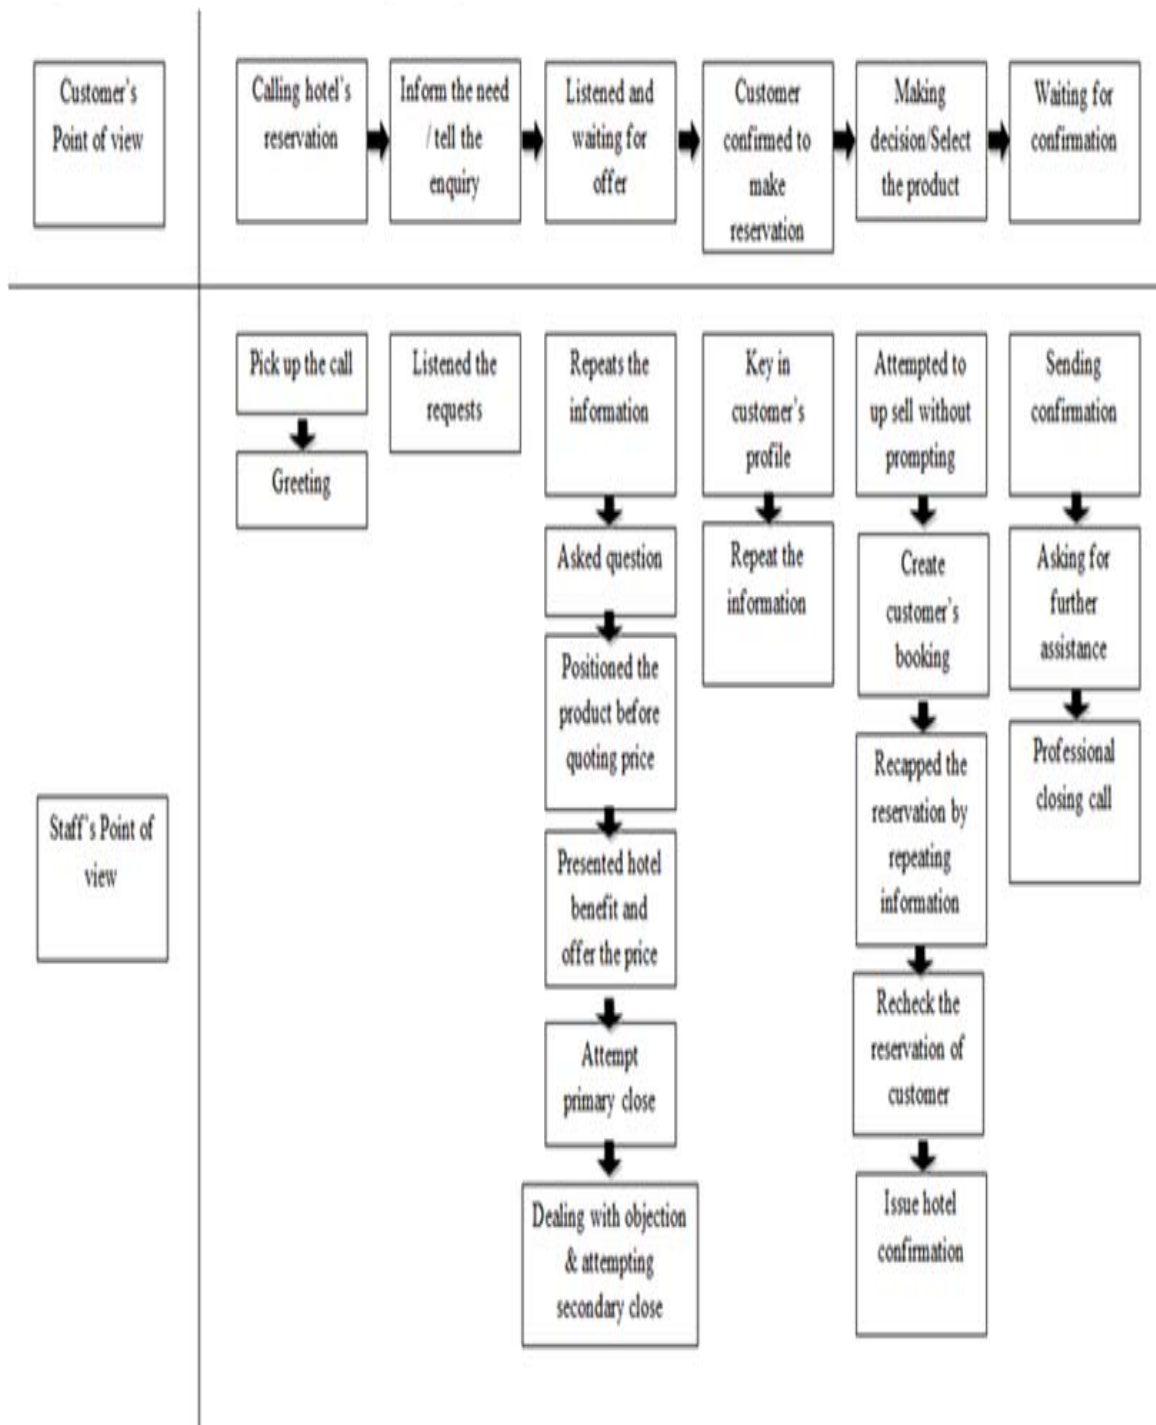 Customer's
Point of view
Calling hotel's
reservation
Inform the need
/ tell the
enquiry
Listened and
waiting for
offer
Customer
confirmed to
make
reservation
Making
decision/Select
the product
Waiting for
confirmation
Staff's Point of
view
Pick up the call
Greeting
Listened the
requests
Repeats the
information
Asked question
Positioned the
product before
quoting price
Presented hotel
benefit and
offer the price
Attempt
primary close
Dealing with objection
& attempting
secondary close
Key in
customer's
profile
Repeat the
information
Attempted to
up sell without
prompting
Create
customer's
booking
Recapped the
reservation by
repeating
information
Recheck the
reservation of
customer
Issue hotel
confirmation
Sending
confirmation
Asking for
further
assistance
Professional
closing call